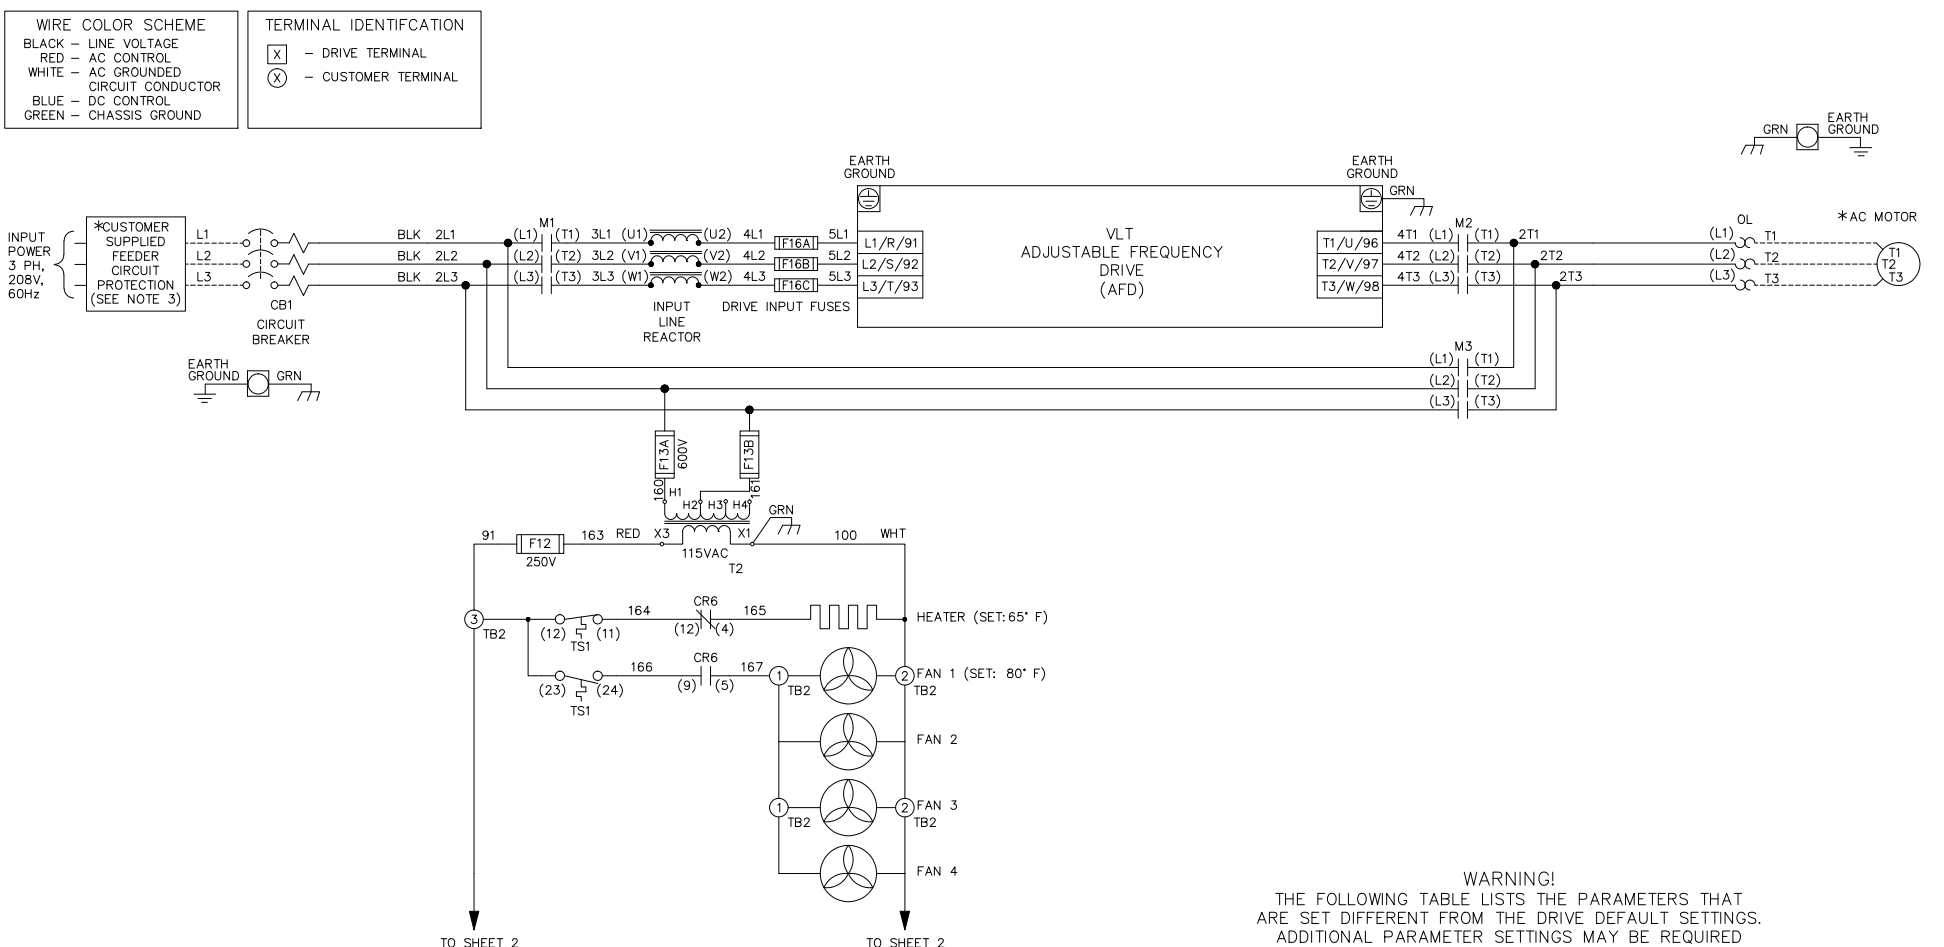 WIRE COLOR SCHEME
BLACK – LINE VOLTAGE
RED – AC CONTROL
WHITE – AC GROUNDED
CIRCUIT CONDUCTOR
BLUE – DC CONTROL
GREEN – CHASSIS GROUND
TERMINAL IDENTIFCATION
X – DRIVE TERMINAL
X – CUSTOMER TERMINAL
GRN
EARTH
GROUND
INPUT
POWER
3 PH,
208V,
60Hz
*CUSTOMER
SUPPLIED
FEEDER
CIRCUIT
PROTECTION
(SEE NOTE 3)
L1
L2
L3
CB1
CIRCUIT
BREAKER
BLK 2L1
BLK 2L2
BLK 2L3
M1
(L1) (T1) 3L1 (U1) (U2) 4L1 F16A 5L1
(L2) (T2) 3L2 (V1) (V2) 4L2 F16B 5L2
(L3) (T3) 3L3 (W1) (W2) 4L3 F16C 5L3
INPUT
LINE
REACTOR
DRIVE INPUT FUSES
EARTH
GROUND
L1/R/91
L2/S/92
L3/T/93
VLT
ADJUSTABLE FREQUENCY
DRIVE
(AFD)
EARTH
GROUND
GRN
T1/U/96
T2/V/97
T3/W/98
M2
4T1 (L1) (T1) 2T1
4T2 (L2) (T2) 2T2
4T3 (L3) (T3) 2T3
OL
(L1) T1
(L2) T2
(L3) T3
*AC MOTOR
T1
T2
T3
M3
(L1) (T1)
(L2) (T2)
(L3) (T3)
EARTH
GROUND
GRN
F13A
600V
F13B
160
161
H1
H2
H3
H4
GRN
91
F12
250V
163 RED X3
115VAC
X1
T2
100 WHT
3
TB2
(12) (11)
TS1
164
CR6
(12) (4)
165
HEATER (SET:65° F)
(23) (24)
TS1
166
CR6
(9) (5)
167
1
TB2
2
TB2
FAN 1 (SET: 80° F)
FAN 2
1
TB2
2
TB2
FAN 3
FAN 4
TO SHEET 2
TO SHEET 2
WARNING!
THE FOLLOWING TABLE LISTS THE PARAMETERS THAT
ARE SET DIFFERENT FROM THE DRIVE DEFAULT SETTINGS.
ADDITIONAL PARAMETER SETTINGS MAY BE REQUIRED